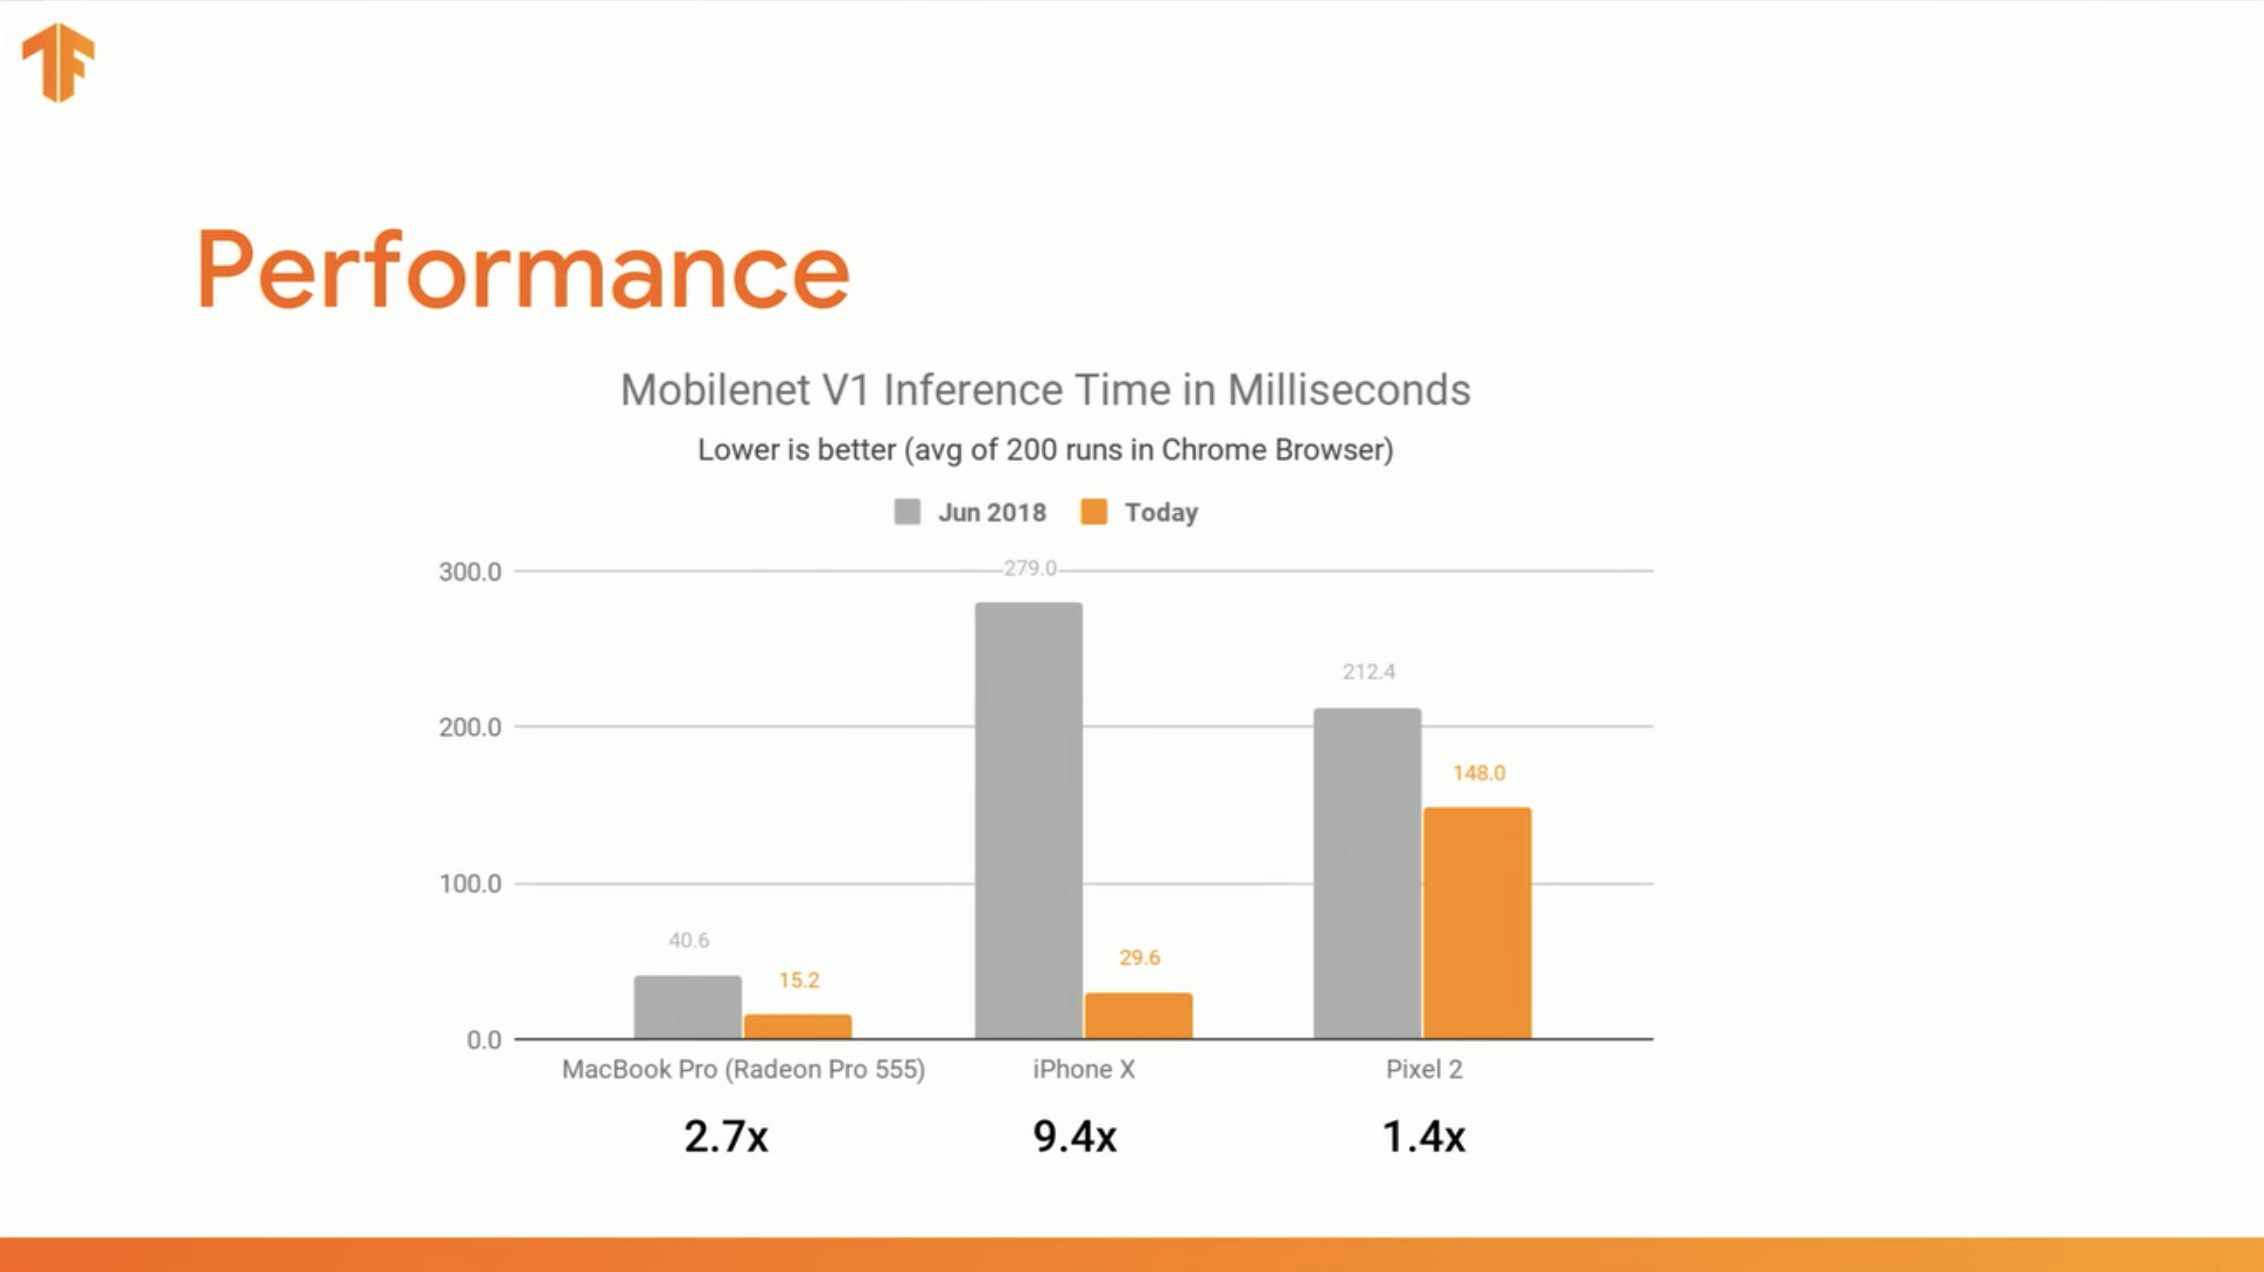 Performance
Mobilenet V1 Inference Time in Milliseconds
Lower is better (avg of 200 runs in Chrome Browser)
Jun 2018 Today
300.0
279.0
212.4
200.0
148.0
100.0
40.6
15.2
29.6
0.0
MacBook Pro (Radeon Pro 555) iPhone X Pixel 2
2.7x 9.4x 1.4x